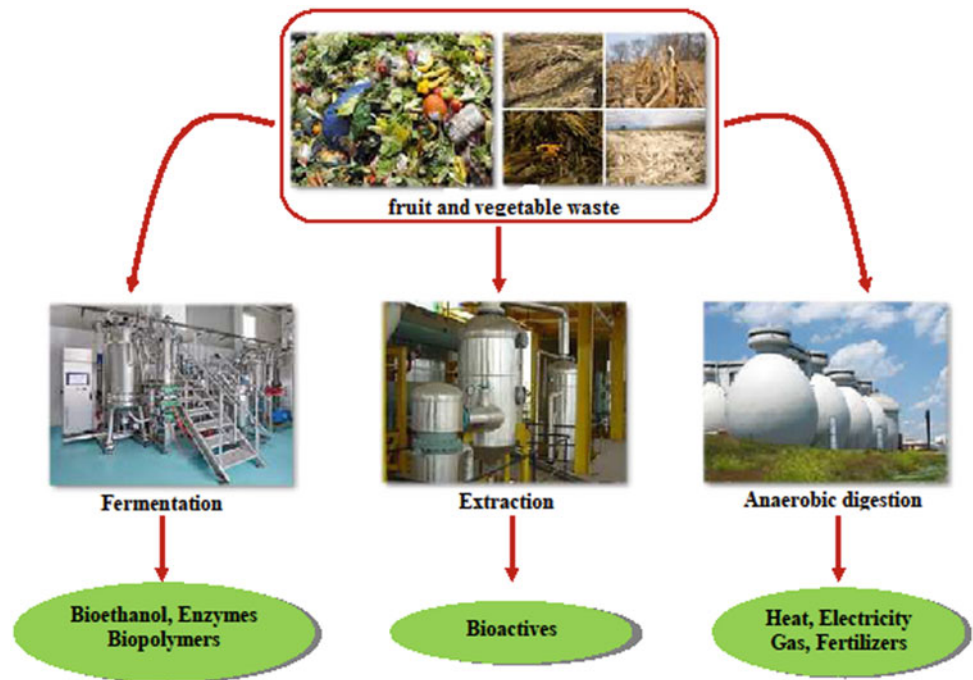 fruit and vegetable waste
Fermentation
Extraction
Anaerobic digestion
Bioethanol, Enzymes
Biopolymers
Bioactives
Heat, Electricity
Gas, Fertilizers